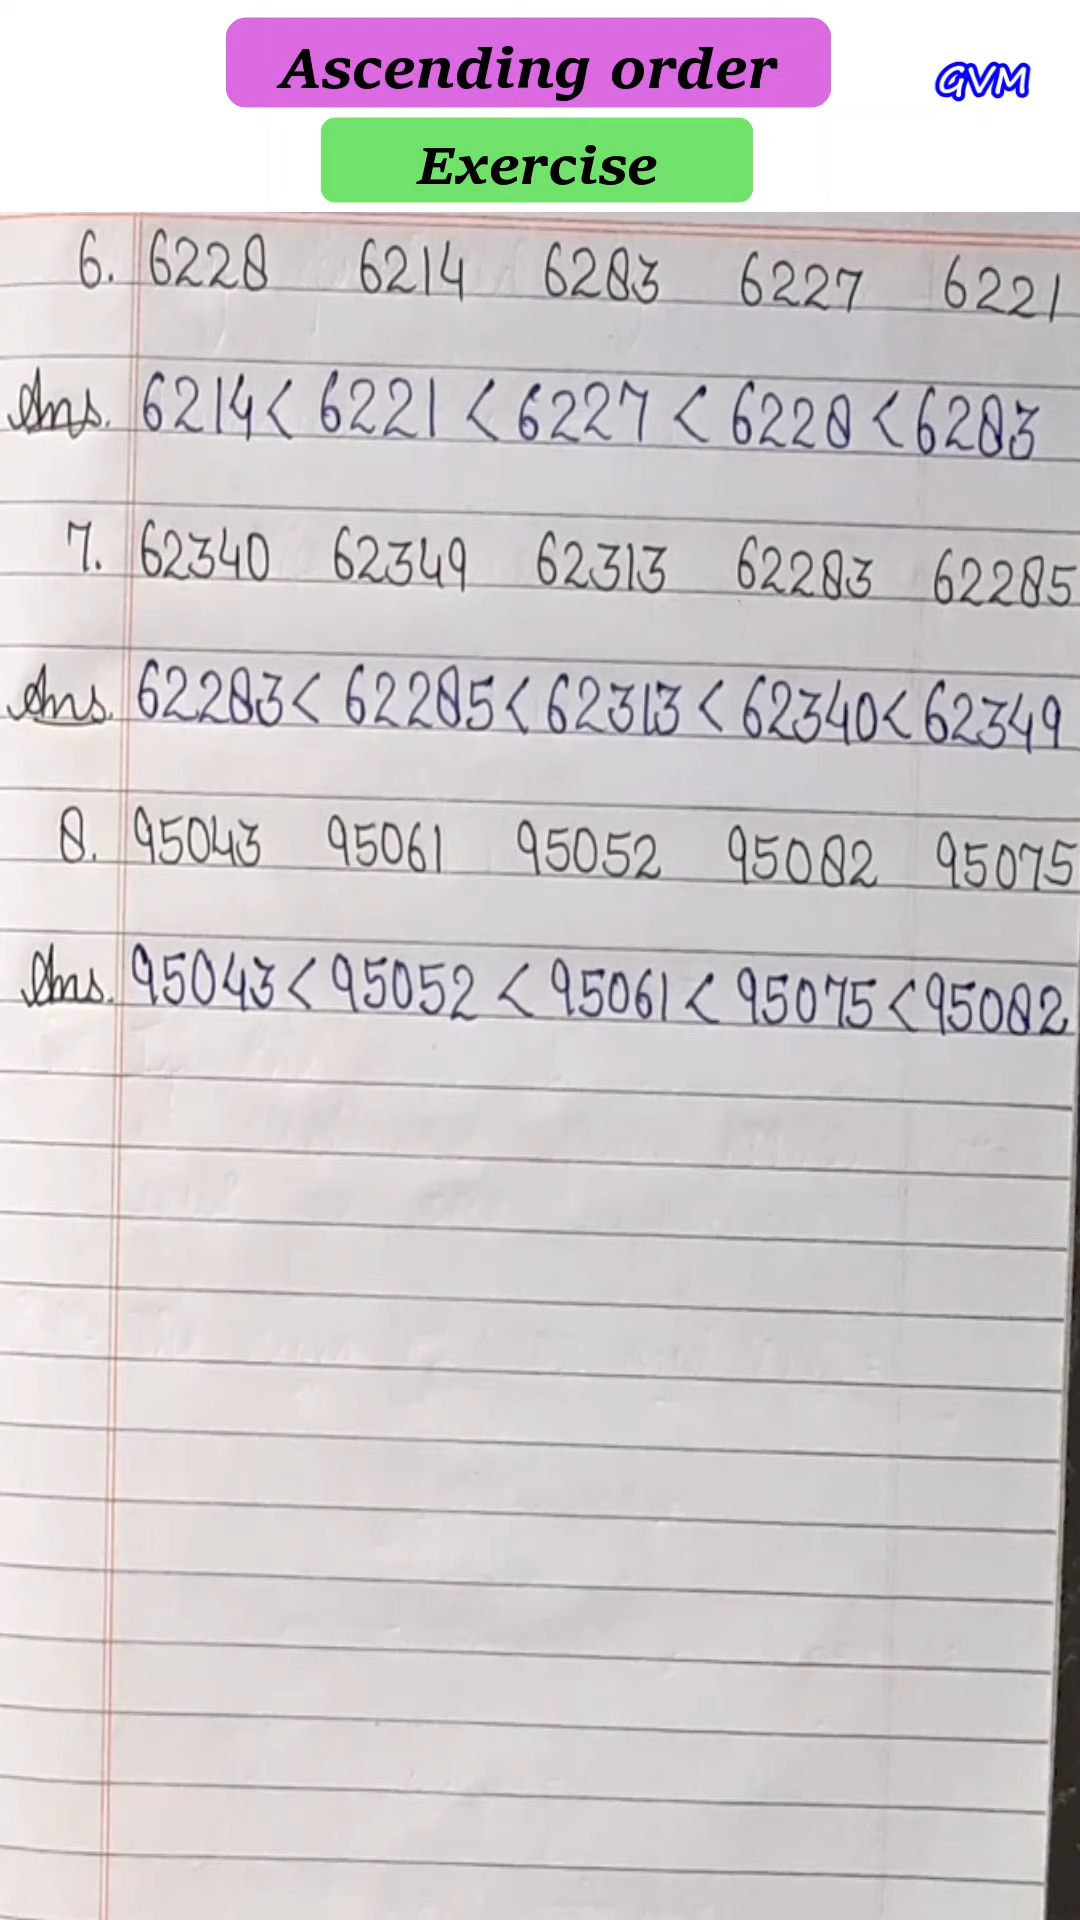 Ascending order
GVM
Exercise
6. 6228 6214 6283 6227 6221
Ans. 6214 < 6221 < 6227 < 6228 < 6283
7. 62340 62349 62313 62283 62285
Ans. 62283 < 62285 < 62313 < 62340 < 62349
8. 95043 95061 95052 95082 95075
Ans. 95043 < 95052 < 95061 < 95075 < 95082